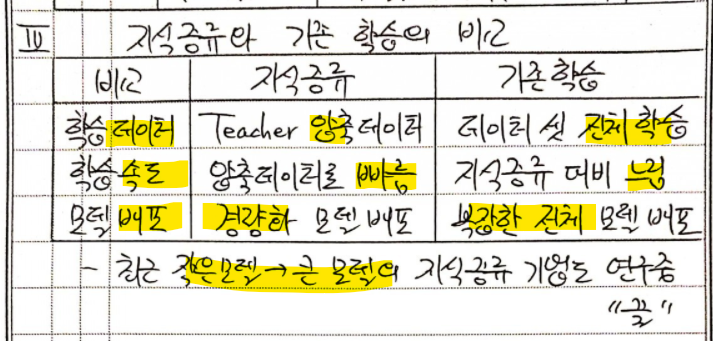 IV 지식증류와 기존 학습의 비교
비교 지식증류 기존학습
학습데이터 Teacher 압축데이터 데이터 셋 전체 학습
학습 속도 압축데이터로 빠름 지식증류 대비 느림
모델 배포 경량화 모델 배포 복잡한 전체 모델 배포
- 최근 작은모델→큰 모델의 지식증류 기법도 연구중
"끝"